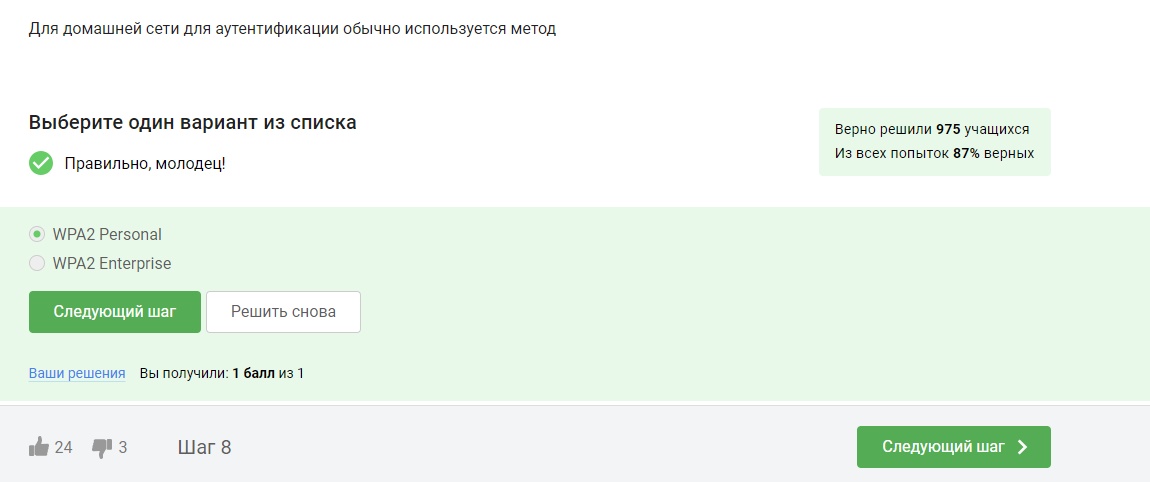 Для домашней сети для аутентификации обычно используется метод
Выберите один вариант из списка
Правильно, молодец!
Верно решили 975 учащихся
Из всех попыток 87% верных
WPA2 Personal
WPA2 Enterprise
Следующий шаг
Решить снова
Ваши решения Вы получили: 1 балл из 1
24 3 Шаг 8 Следующий шаг